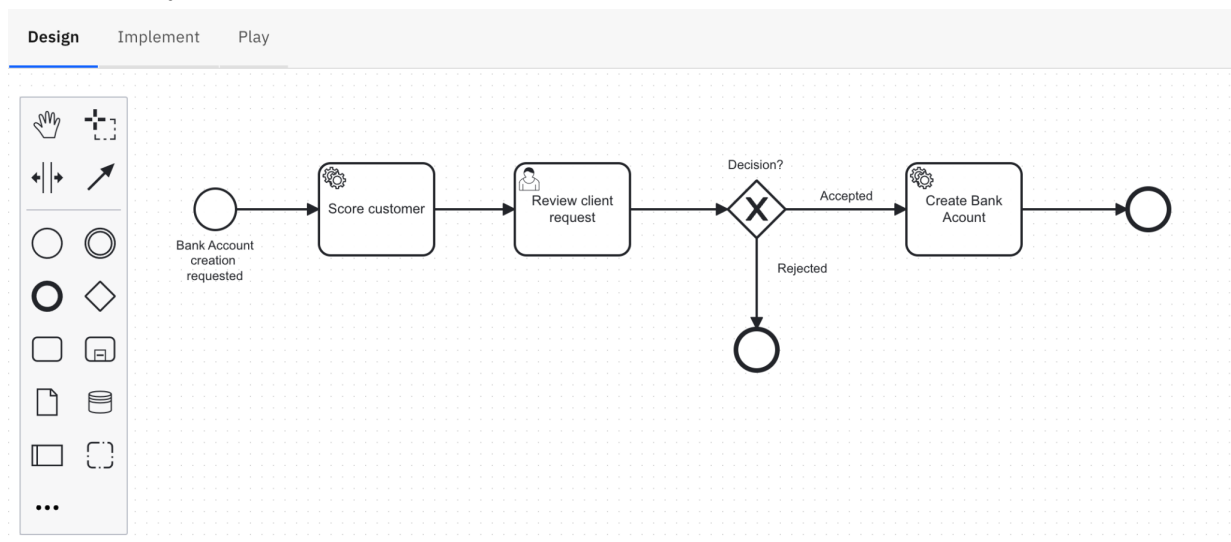 Design Implement Play
Bank Account
creation
requested
Score customer
Review client
request
Decision?
Accepted
Rejected
Create Bank
Acount